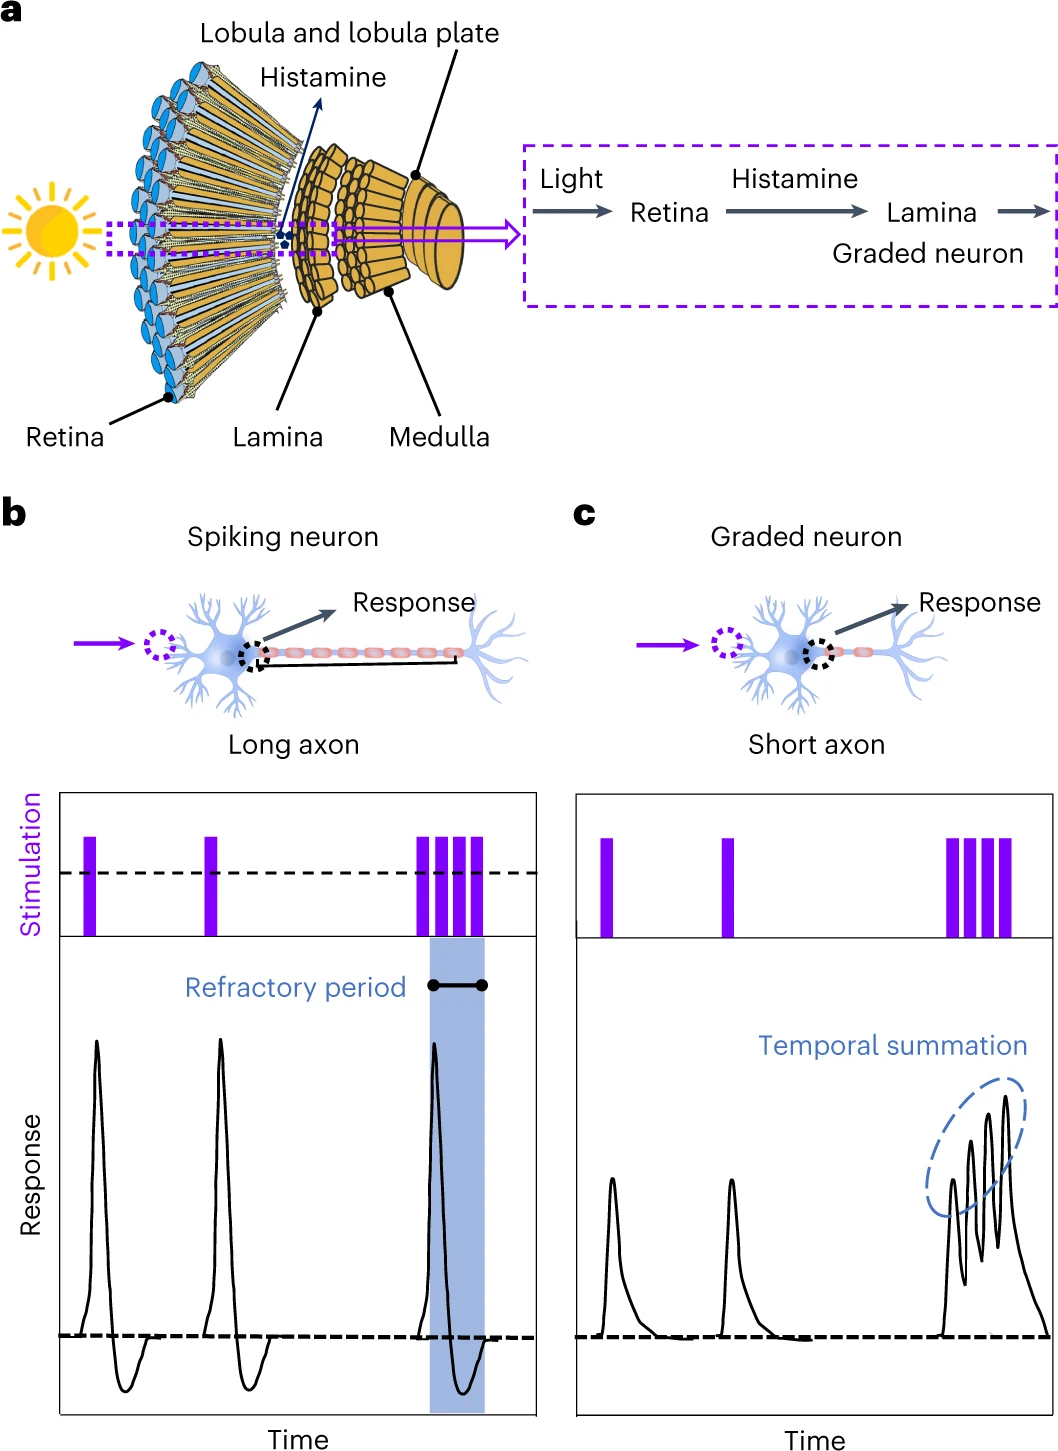 a
Lobula and lobula plate
Histamine
Light
Histamine
Retina
Lamina
Graded neuron
Retina
Lamina
Medulla
b
Spiking neuron
Response
Long axon
Stimulation
Refractory period
Response
Time
c
Graded neuron
Response
Short axon
Temporal summation
Time